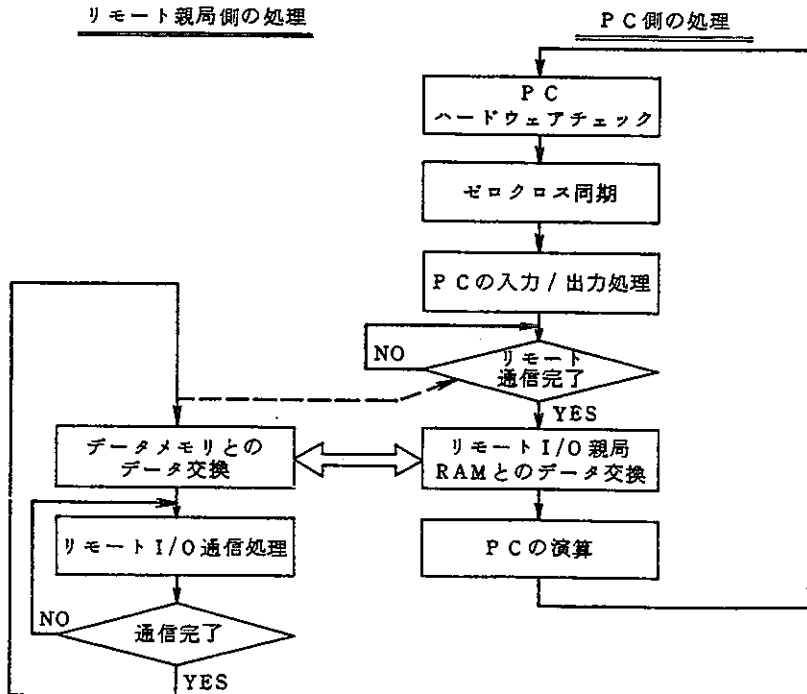 リモート親局側の処理
PC側の処理
PC
ハードウェアチェック
ゼロクロス同期
PCの入力/出力処理
NO
リモート
通信完了
YES
データメモリとの
データ交換
リモートI/O親局
RAMとのデータ交換
リモートI/O通信処理
PCの演算
NO
通信完了
YES